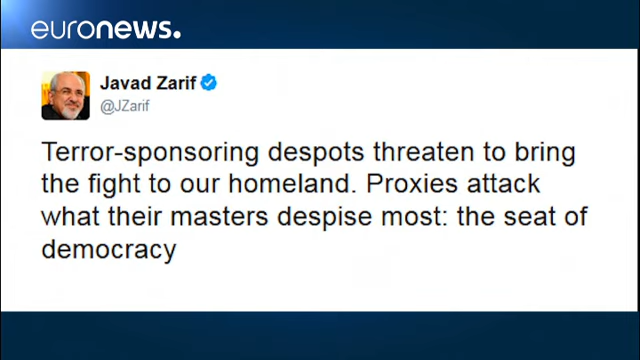 euronews.
Javad Zarif
@JZarif
Terror-sponsoring despots threaten to bring
the fight to our homeland. Proxies attack
what their masters despise most: the seat of
democracy